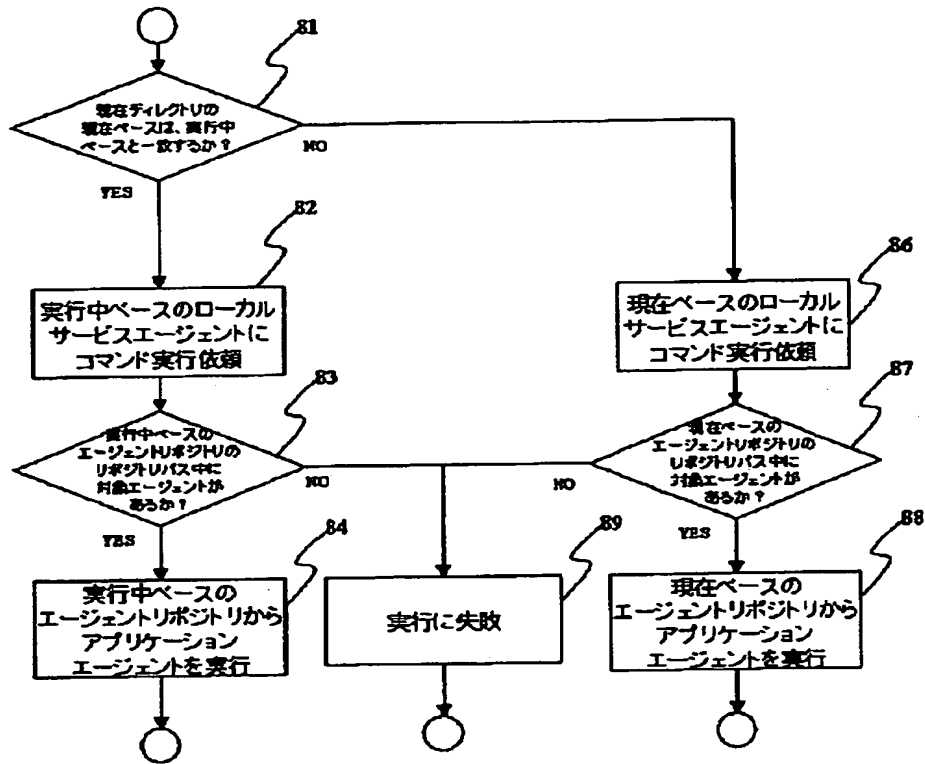 81
現在ディレクトリの
現在ベースは、実行中
ベースと一致するか?
NO
YES
82
実行中ベースのローカル
サービスエージェントに
コマンド実行依頼
86
現在ベースのローカル
サービスエージェントに
コマンド実行依頼
83
実行中ベースの
エージェントリポジトリの
リポジトリパス中に
対象エージェントが
あるか?
NO
YES
87
現在ベースの
エージェントリポジトリの
リポジトリパス中に
対象エージェントが
あるか?
NO
YES
84
実行中ベースの
エージェントリポジトリから
アプリケーション
エージェントを実行
89
実行に失敗
88
現在ベースの
エージェントリポジトリから
アプリケーション
エージェントを実行